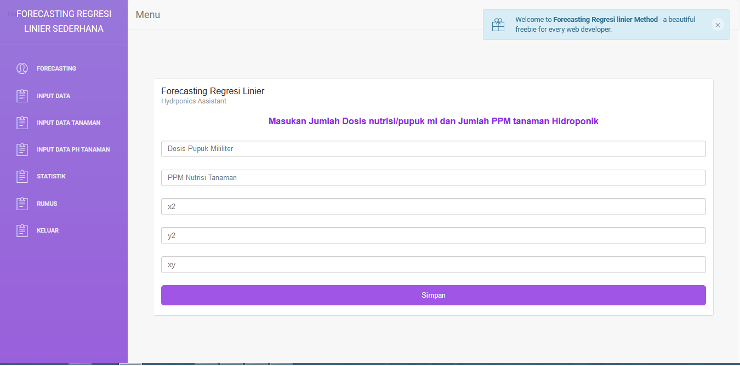 FORECASTING REGRESI
LINIER SEDERHANA
Menu
Welcome to Forecasting Regresi linier Method - a beautiful
freebie for every web developer.
×
FORECASTING
INPUT DATA
INPUT DATA TANAMAN
INPUT DATA PH TANAMAN
STATISTIK
RUMUS
KELUAR
Forecasting Regresi Linier
Hydrponics Assistant
Masukan Jumlah Dosis nutrisi/pupuk ml dan Jumlah PPM tanaman Hidroponik
Dosis Pupuk Mililiter
PPM Nutrisi Tanaman
x2
y2
xy
Simpan